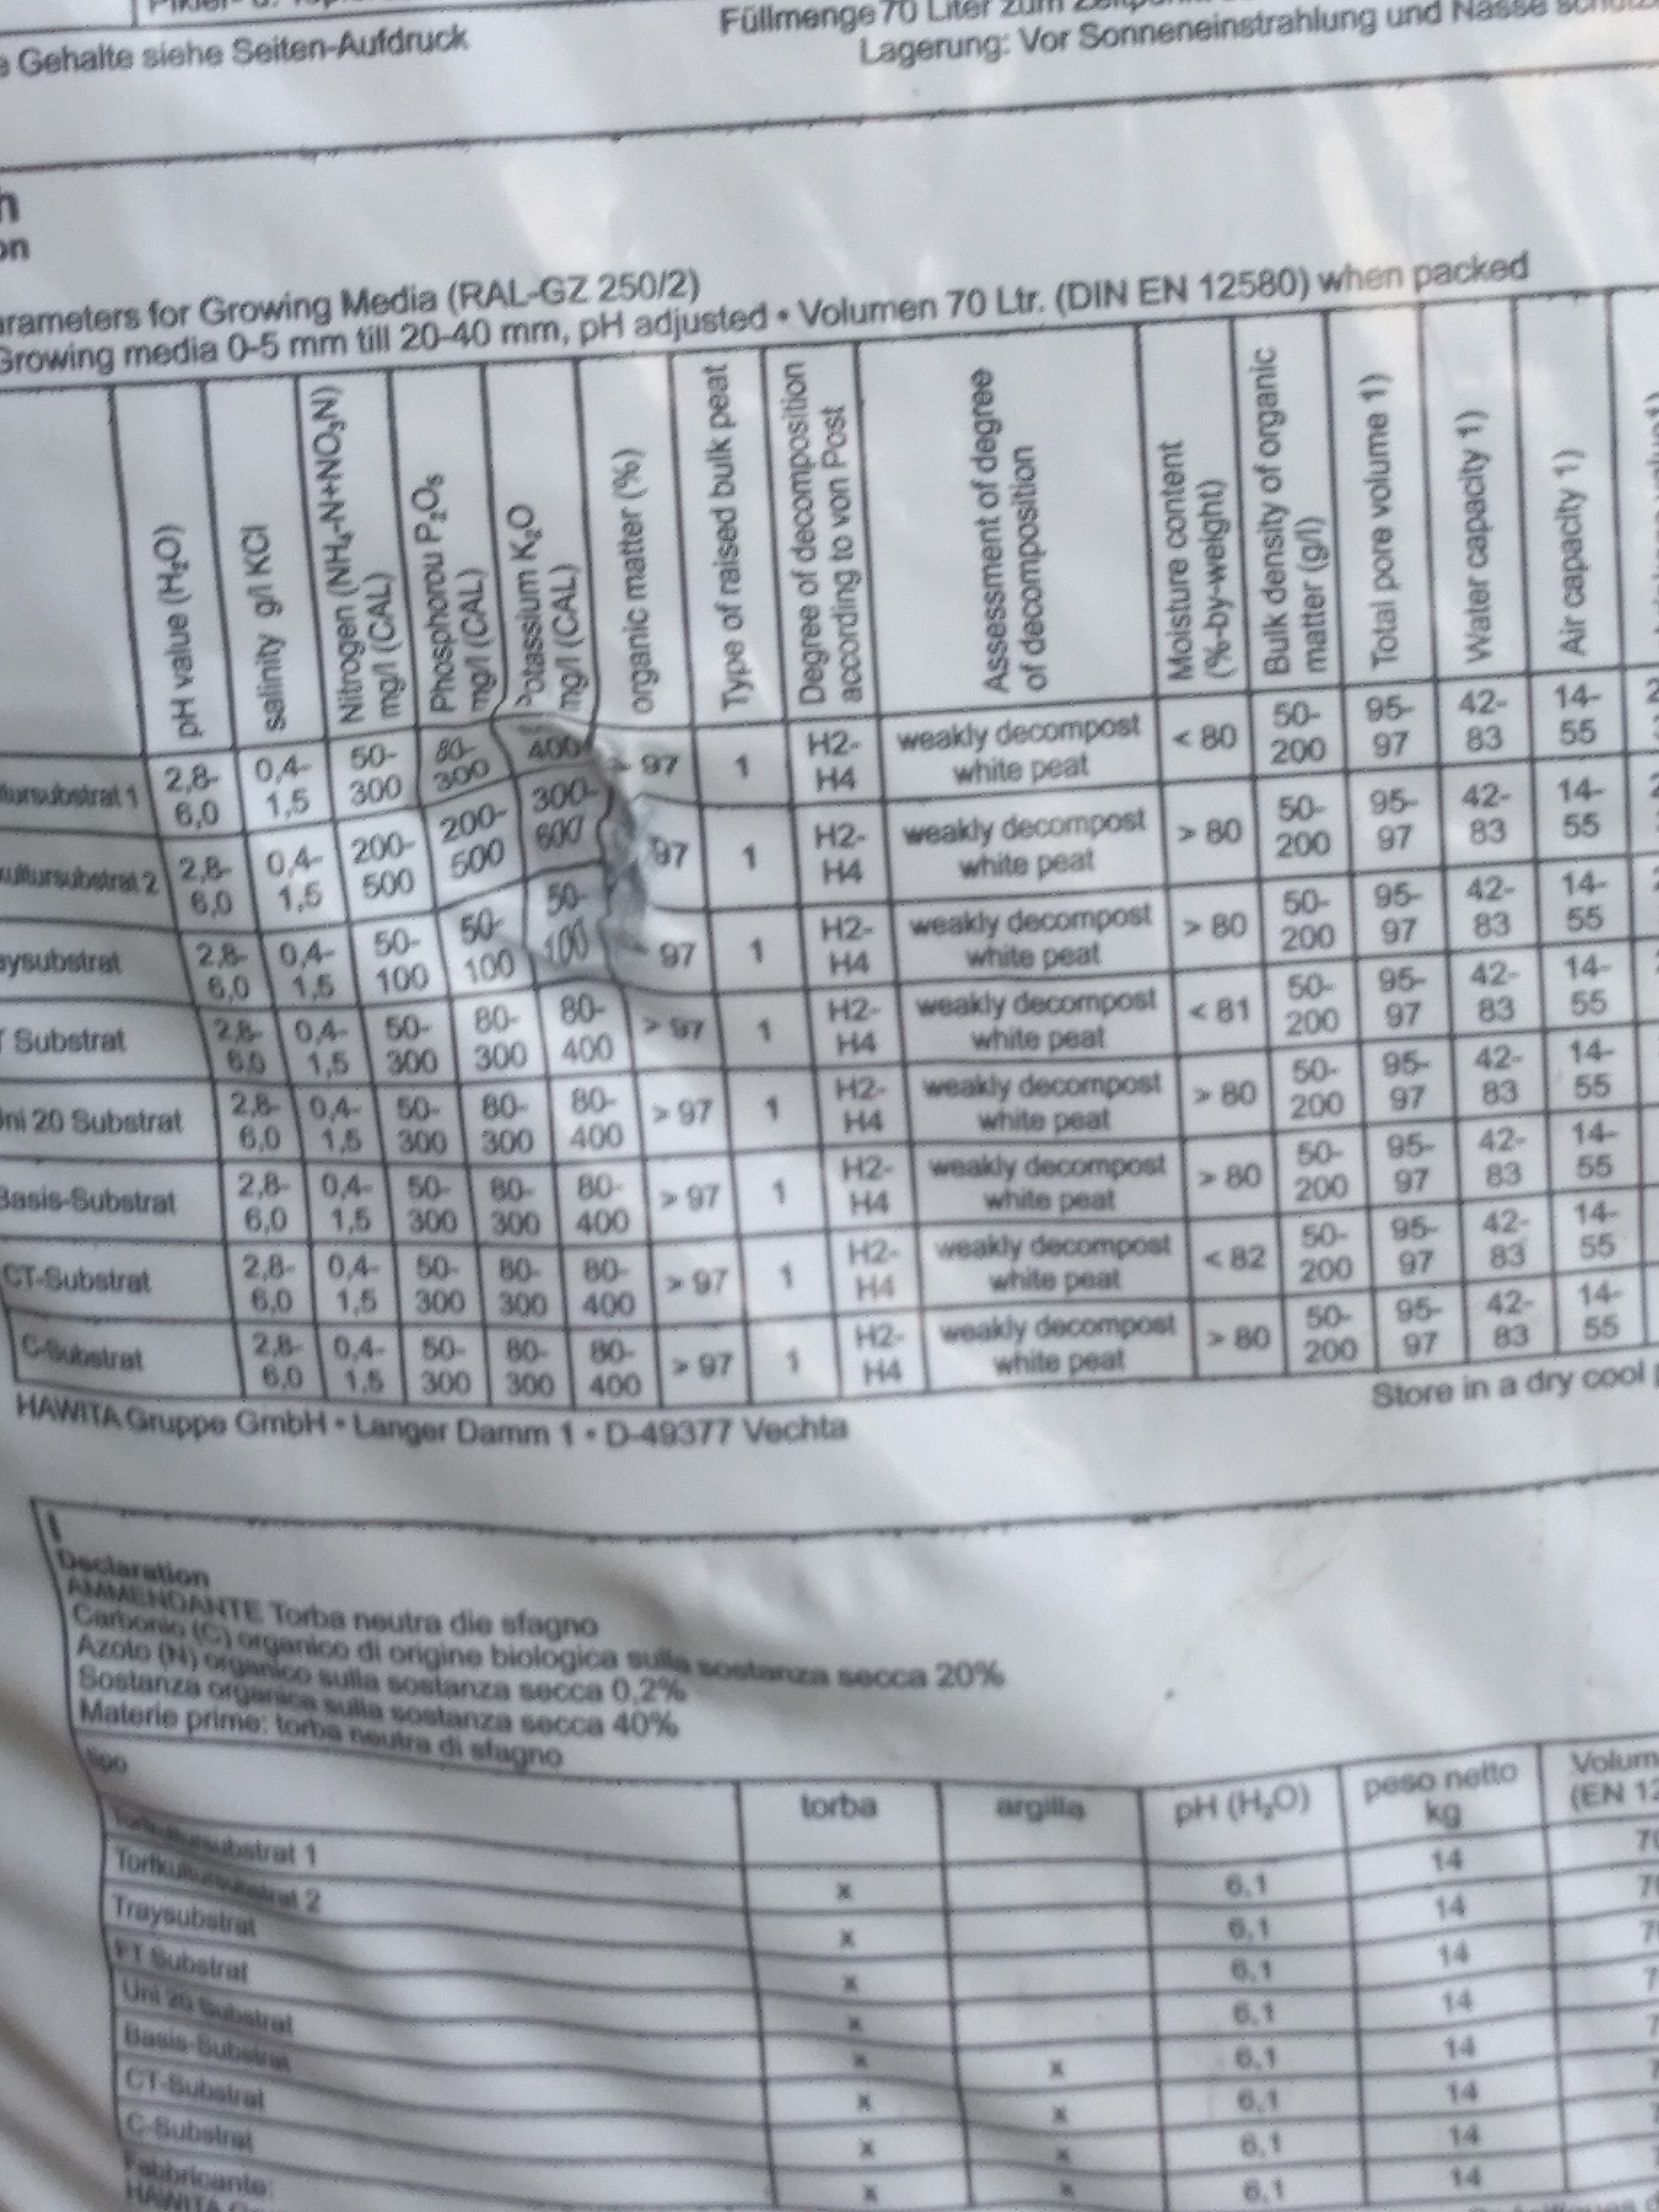 Füllmenge 70 Liter zum
Gehalte siehe Seiten-Aufdruck
Lagerung: Vor Sonneneinstrahlung und Nässe
arameters for Growing Media (RAL-GZ 250/2)
Growing media 0-5 mm till 20-40 mm, pH adjusted • Volumen 70 Ltr. (DIN EN 12580) when packed
pH value (H₂O)
salinity g/l KCl
Nitrogen (NH₄-N+NO₃N)
mg/l (CAL)
Phosphorou P₂O₅
mg/l (CAL)
Potassium K₂O
mg/l (CAL)
organic matter (%)
Type of raised bulk peat
Degree of decomposition
according to von Post
Assessment of degree
of decomposition
Moisture content
(%-by-weight)
Bulk density of organic
matter (g/l)
Total pore volume 1)
Water capacity 1)
Air capacity 1)
tursubstrat 1 2,8-6,0 0,4-1,5 50-300 80-300 400 97 1 H2-H4 weakly decompost white peat < 80 50-200 95-97 42-83 14-55
ultursubstrat 2 2,8-6,0 0,4-1,5 200-500 200-500 300-600 97 1 H2-H4 weakly decompost white peat > 80 50-200 95-97 42-83 14-55
aysubstrat 2,8-6,0 0,4-1,5 50-100 50-100 50-100 97 1 H2-H4 weakly decompost white peat > 80 50-200 95-97 42-83 14-55
T Substrat 2,8-6,0 0,4-1,5 50-300 80-300 80-400 > 97 1 H2-H4 weakly decompost white peat < 81 50-200 95-97 42-83 14-55
ni 20 Substrat 2,8-6,0 0,4-1,5 50-300 80-300 80-400 > 97 1 H2-H4 weakly decompost white peat > 80 50-200 95-97 42-83 14-55
Basis-Substrat 2,8-6,0 0,4-1,5 50-300 80-300 80-400 > 97 1 H2-H4 weakly decompost white peat > 80 50-200 95-97 42-83 14-55
CT-Substrat 2,8-6,0 0,4-1,5 50-300 80-300 80-400 > 97 1 H2-H4 weakly decompost white peat < 82 50-200 95-97 42-83 14-55
C-Substrat 2,8-6,0 0,4-1,5 50-300 80-300 80-400 > 97 1 H2-H4 weakly decompost white peat > 80 50-200 95-97 42-83 14-55
HAWITA Gruppe GmbH • Langer Damm 1 • D-49377 Vechta
Store in a dry cool
I
Declaration
AMMENDANTE Torba neutra die sfagno
Carbonio (C) organico di origine biologica sulla sostanza secca 20%
Azoto (N) organico sulla sostanza secca 0,2%
Sostanza organica sulla sostanza secca 40%
Materie prime: torba neutra di sfagno
tipo torba argilla pH (H₂O) peso netto kg Volum (EN 12
Torfkultursubstrat 1 x 6,1 14
Torfkultursubstrat 2 x 6,1 14
Traysubstrat x 6,1 14
FT Substrat x 6,1 14
Uni 20 Substrat x x 6,1 14
Basis-Substrat x x 6,1 14
CT-Substrat x x 6,1 14
C-Substrat x x 6,1 14
Fabbricante:
HAWITA